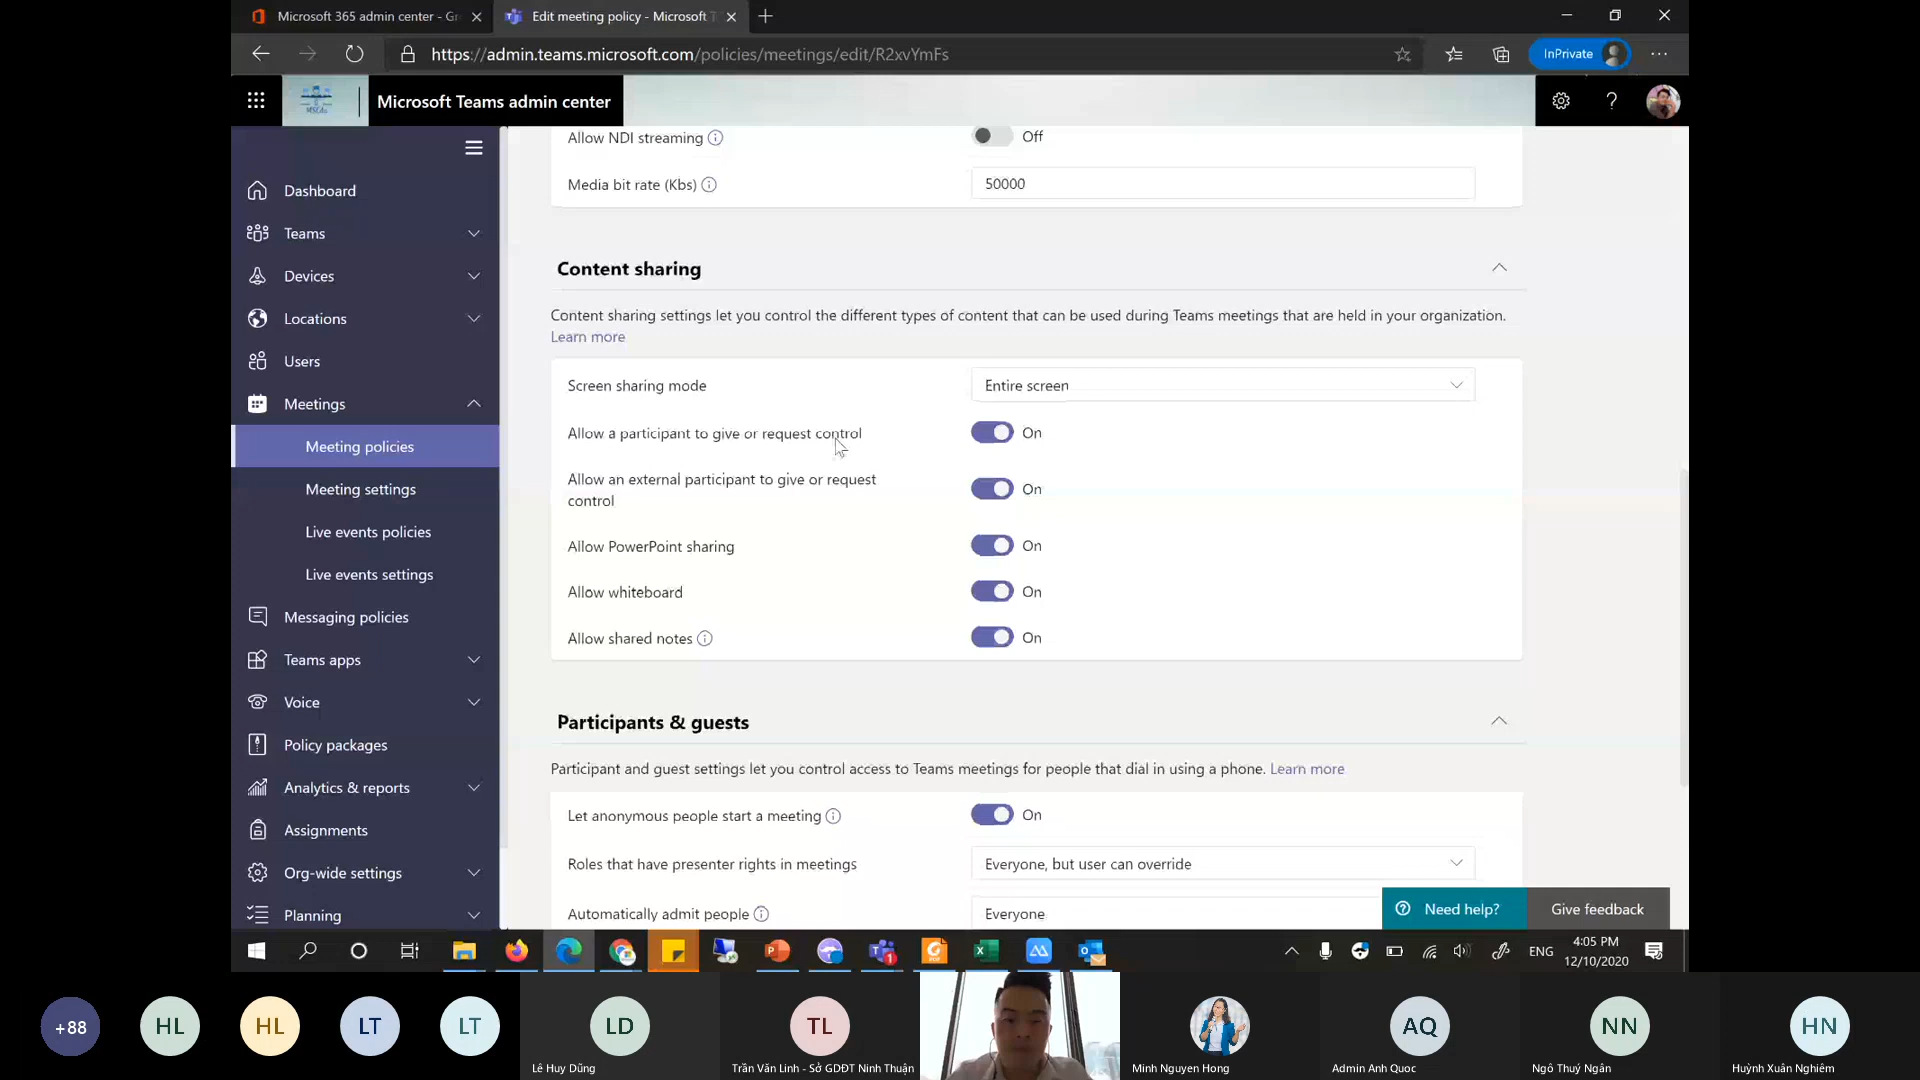 Microsoft 365 admin center - Gr
Edit meeting policy - Microsoft T
https://admin.teams.microsoft.com/policies/meetings/edit/R2xvYmFs
InPrivate
Microsoft Teams admin center
Dashboard
Teams
Devices
Locations
Users
Meetings
Meeting policies
Meeting settings
Live events policies
Live events settings
Messaging policies
Teams apps
Voice
Policy packages
Analytics & reports
Assignments
Org-wide settings
Planning
Allow NDI streaming
Off
Media bit rate (Kbs)
50000
Content sharing
Content sharing settings let you control the different types of content that can be used during Teams meetings that are held in your organization.
Learn more
Screen sharing mode
Entire screen
Allow a participant to give or request control
On
Allow an external participant to give or request
control
On
Allow PowerPoint sharing
On
Allow whiteboard
On
Allow shared notes
On
Participants & guests
Participant and guest settings let you control access to Teams meetings for people that dial in using a phone. Learn more
Let anonymous people start a meeting
On
Roles that have presenter rights in meetings
Everyone, but user can override
Automatically admit people
Everyone
Need help?
Give feedback
ENG
4:05 PM
12/10/2020
+88
HL
HL
LT
LT
LD
Lê Huy Dũng
TL
Trần Văn Linh - Sở GDĐT Ninh Thuận
Minh Nguyen Hong
AQ
Admin Anh Quoc
NN
Ngô Thuý Ngân
HN
Huỳnh Xuân Nghiêm